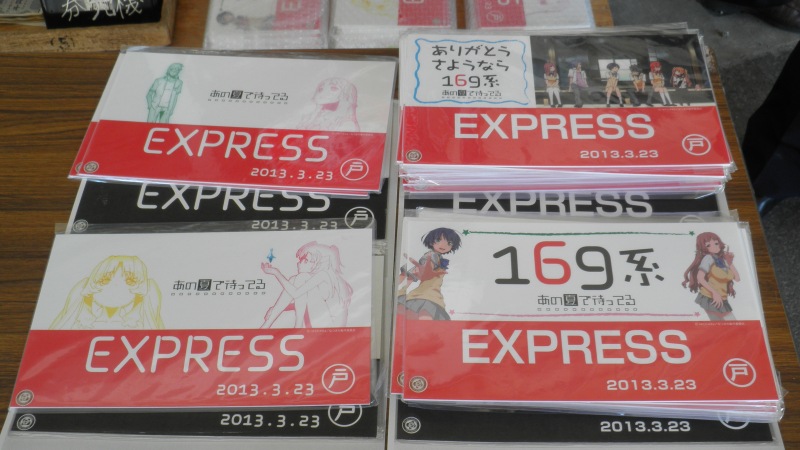 あの夏で待ってる
EXPRESS
2013.3.23
戸
ありがとう
さようなら
169系
あの夏で待ってる
EXPRESS
2013.3.23
戸
EXPRESS
2013.3.23
EXPRESS
あの夏で待ってる
EXPRESS
2013.3.23
戸
169系
あの夏で待ってる
EXPRESS
2013.3.23
戸
2013.3.23
2013.3.23